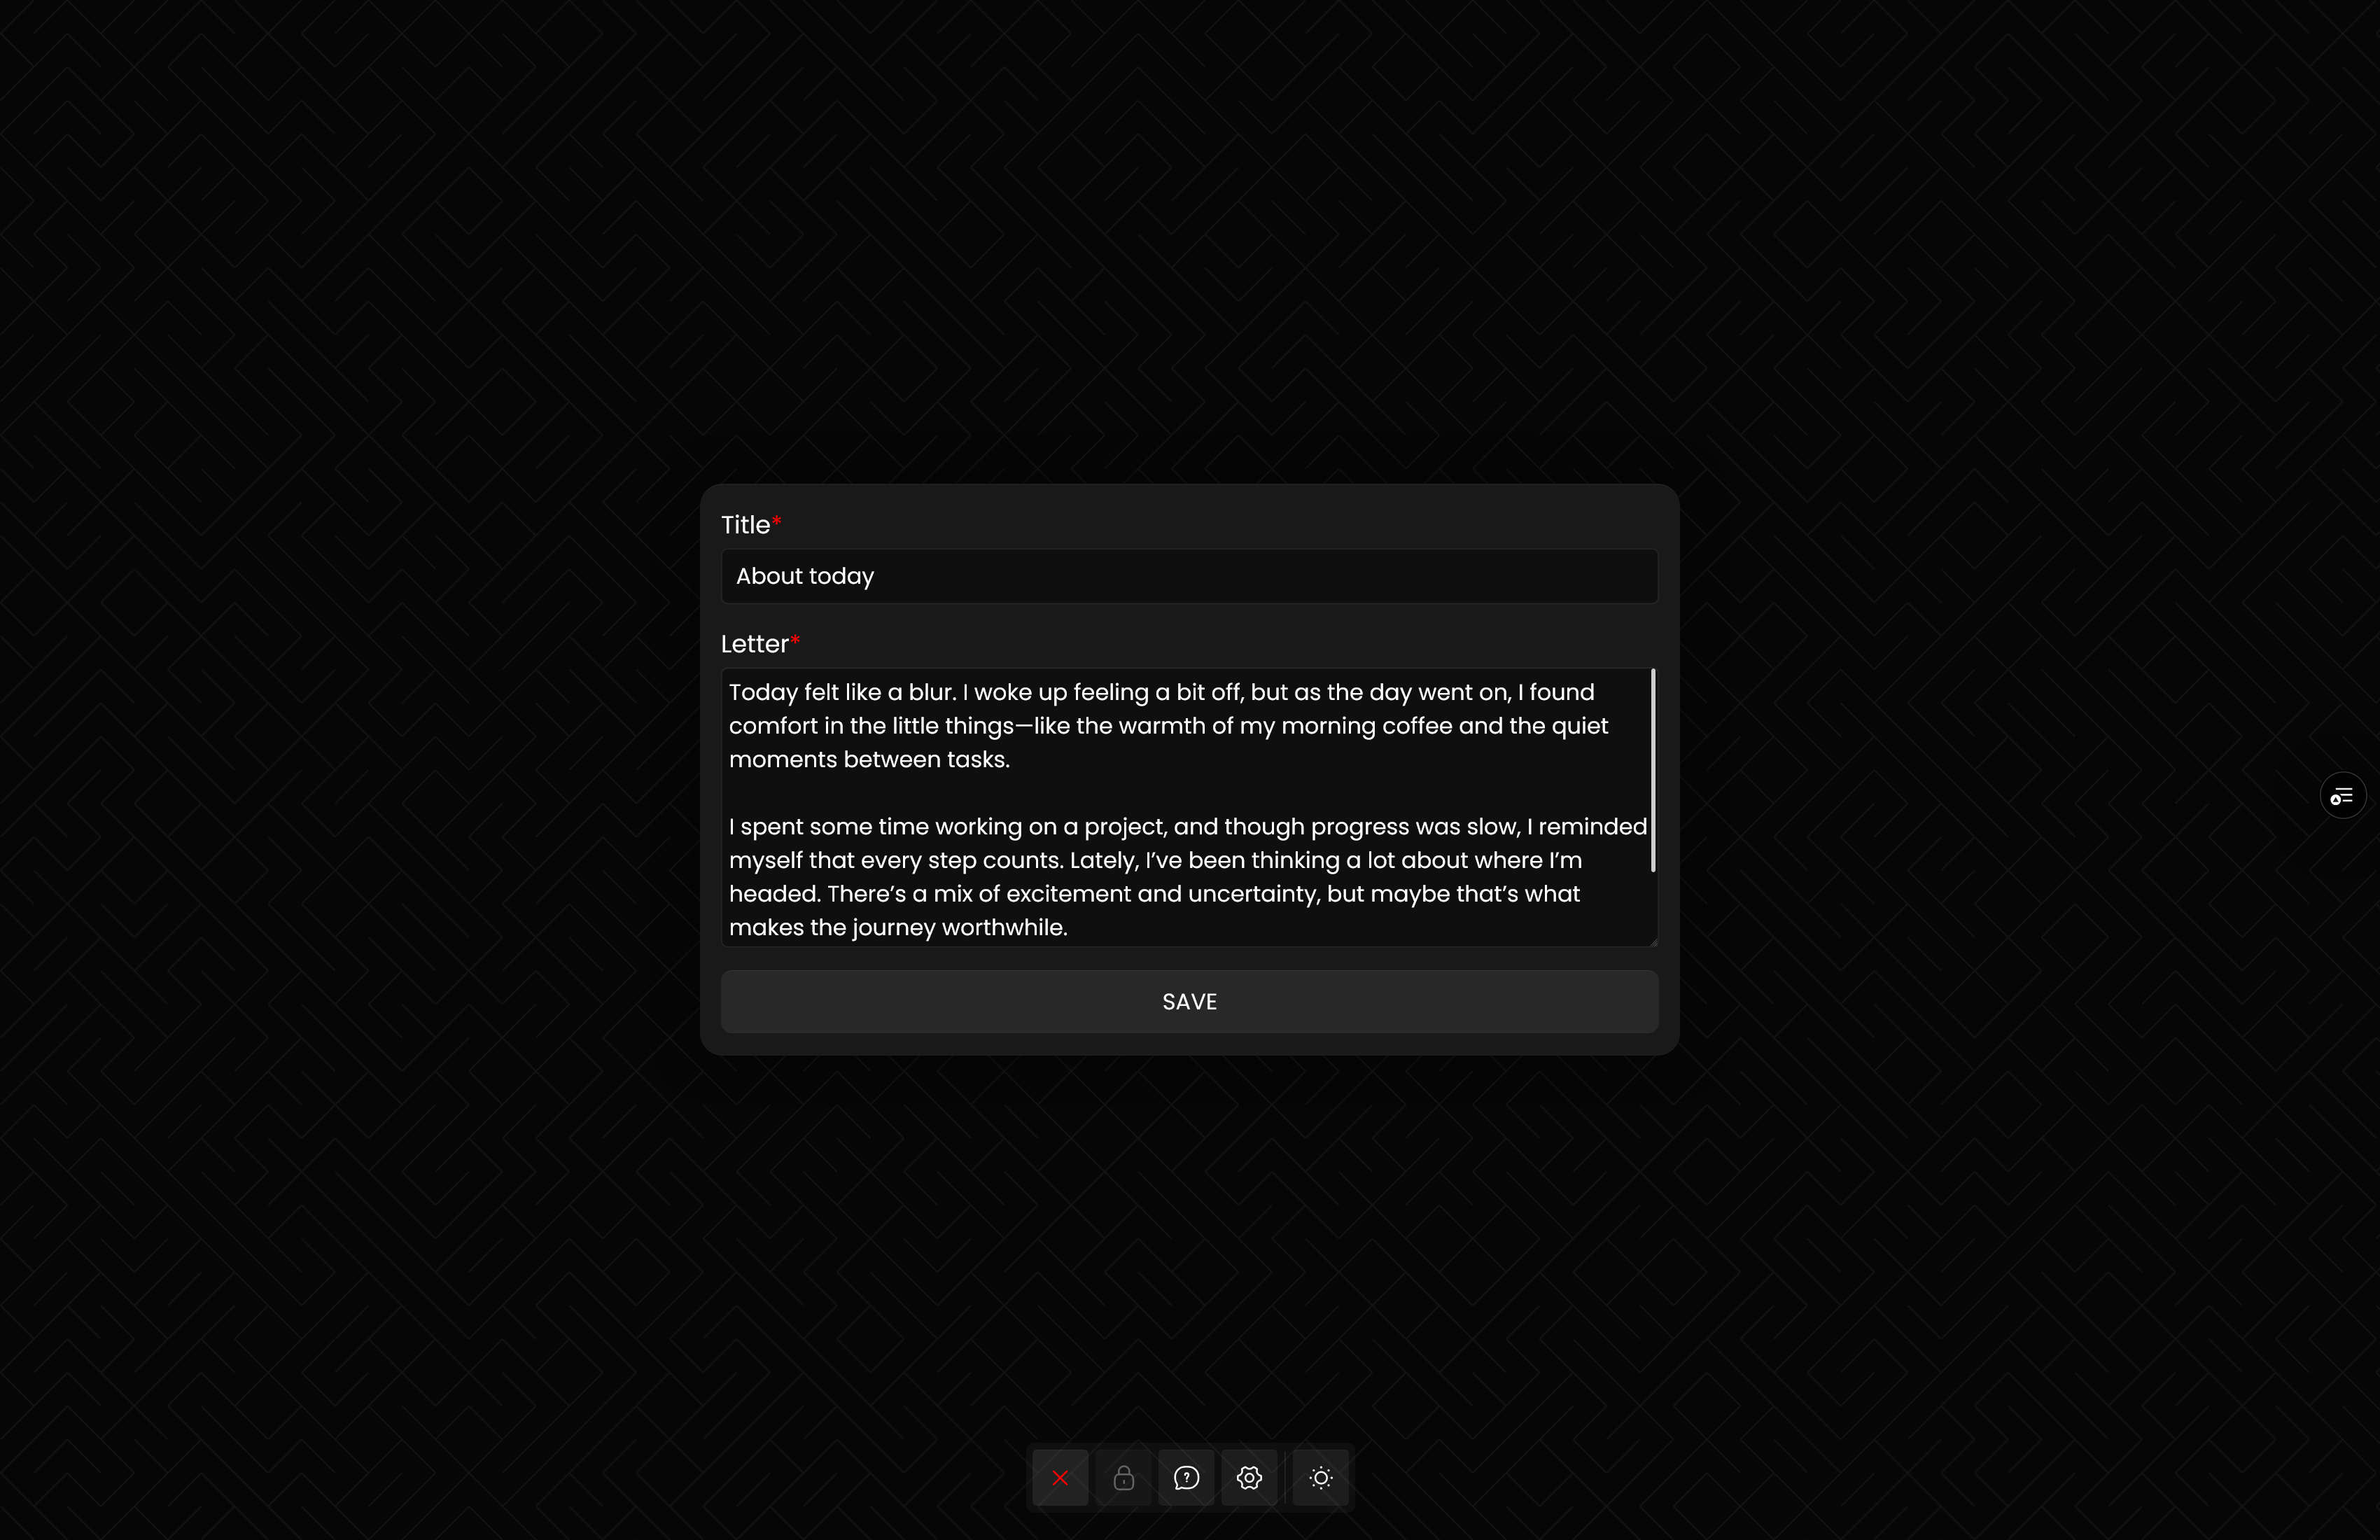 Title*
About today
Letter*
Today felt like a blur. I woke up feeling a bit off, but as the day went on, I found
comfort in the little things—like the warmth of my morning coffee and the quiet
moments between tasks.
I spent some time working on a project, and though progress was slow, I reminded
myself that every step counts. Lately, I’ve been thinking a lot about where I’m
headed. There’s a mix of excitement and uncertainty, but maybe that’s what
makes the journey worthwhile.
SAVE